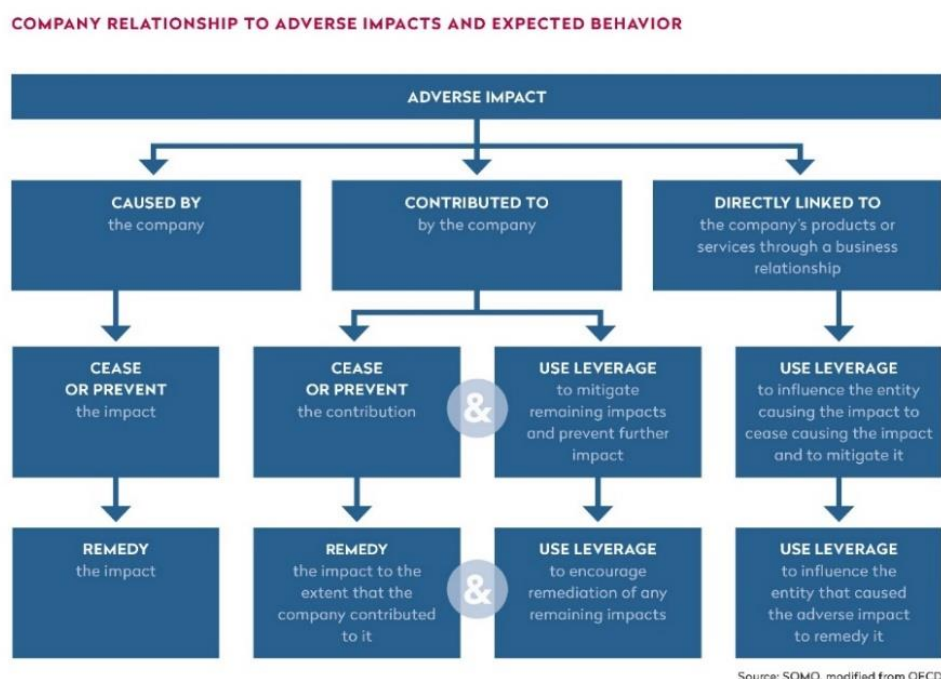 COMPANY RELATIONSHIP TO ADVERSE IMPACTS AND EXPECTED BEHAVIOR
ADVERSE IMPACT
CAUSED BY
the company
CONTRIBUTED TO
by the company
DIRECTLY LINKED TO
the company's products or
services through a business
relationship
CEASE
OR PREVENT
the impact
CEASE
OR PREVENT
the contribution
&
USE LEVERAGE
to mitigate
remaining impacts
and prevent further
impact
USE LEVERAGE
to influence the entity
causing the impact to
cease causing the impact
and to mitigate it
REMEDY
the impact
REMEDY
the impact to the
extent that the
company contributed
to it
&
USE LEVERAGE
to encourage
remediation of any
remaining impacts
USE LEVERAGE
to influence the
entity that caused
the adverse impact
to remedy it
Source: SOMO, modified from OECD